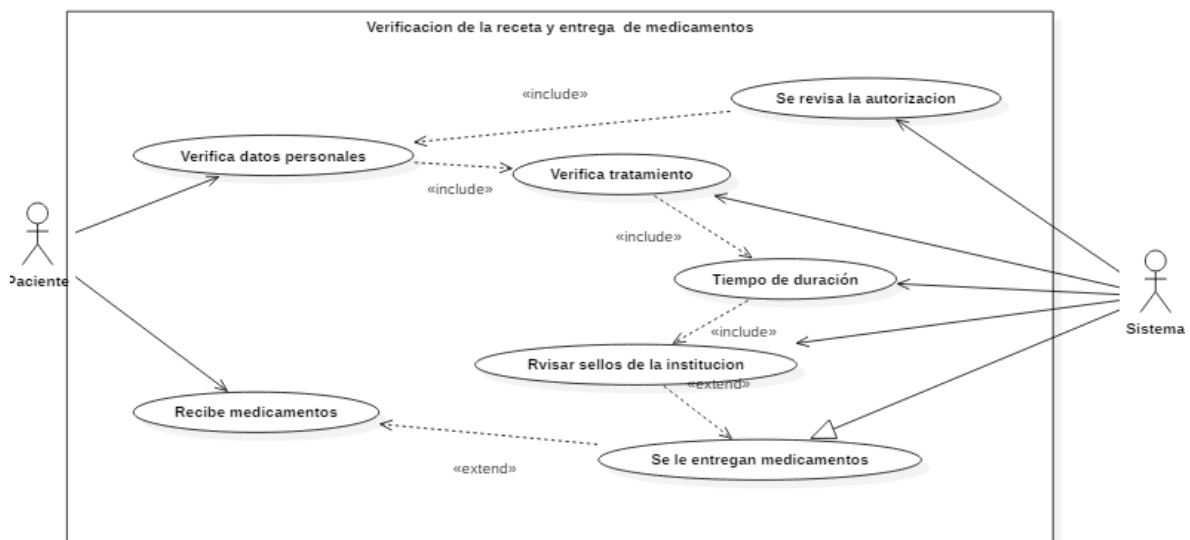 Verificacion de la receta y entrega de medicamentos
«include»
Se revisa la autorizacion
Verifica datos personales
«include»
Verifica tratamiento
«include»
Paciente
Tiempo de duración
Sistema
«include»
Rvisar sellos de la institucion
«extend»
Recibe medicamentos
Se le entregan medicamentos
«extend»